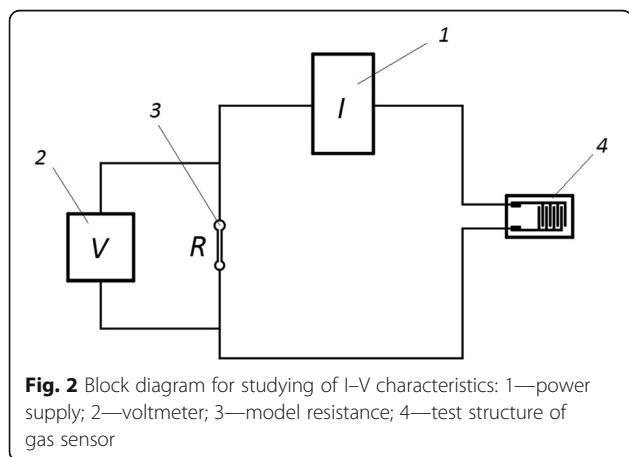 1
I
3
2
4
V
R
Fig. 2 Block diagram for studying of I–V characteristics: 1—power
supply; 2—voltmeter; 3—model resistance; 4—test structure of
gas sensor